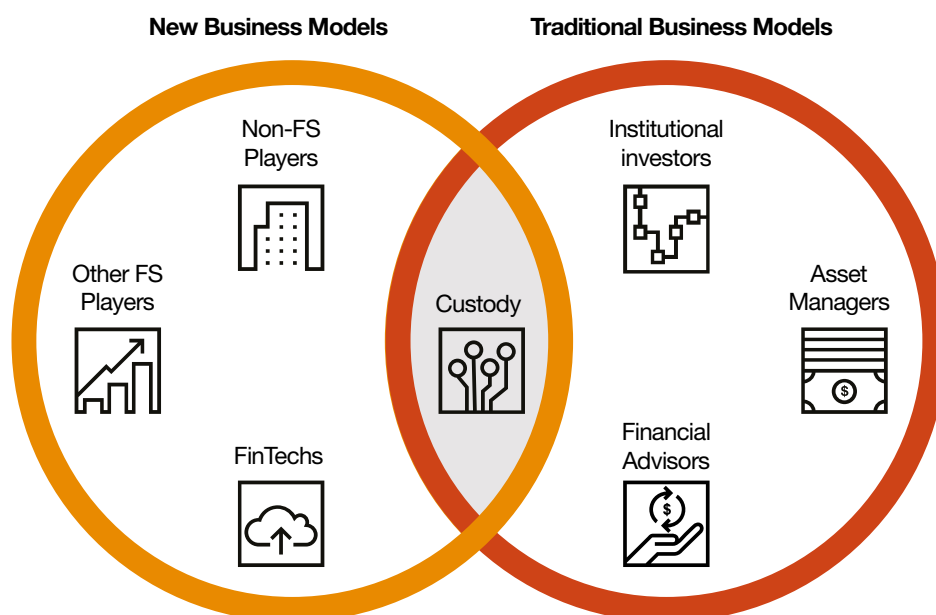 New Business Models
Traditional Business Models
Non-FS
Players
Institutional
investors
Other FS
Players
Custody
Asset
Managers
$
FinTechs
Financial
Advisors
$